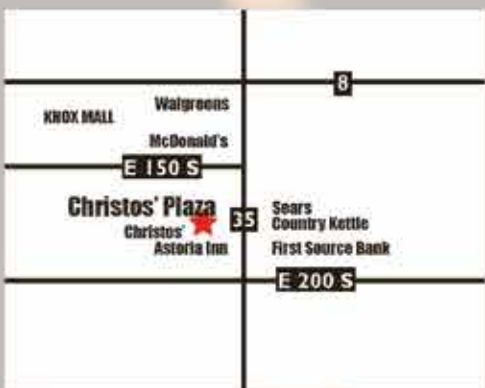 8
Walgreens
KNOX MALL
McDonald's
E 150 S
Christos' Plaza
Christos'
Astoria Inn
35
Sears
Country Kettle
First Source Bank
E 200 S